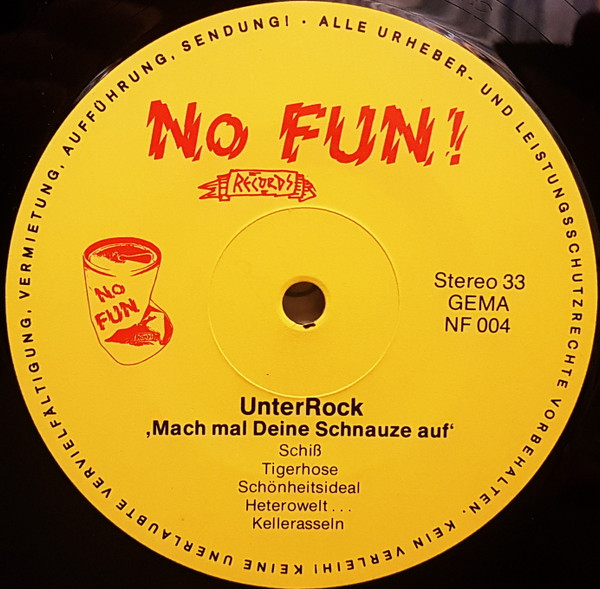 ALLE URHEBER- UND LEISTUNGSSCHUTZRECHTE VORBEHALTEN. KEIN VERLEIH! KEINE UNERLAUBTE VERVIELFÄLTIGUNG, VERMIETUNG, AUFFÜHRUNG, SENDUNG! ·
NO FUN!
RECORDS
NO
FUN
Stereo 33
GEMA
NF 004
UnterRock
‚Mach mal Deine Schnauze auf‘
Schiß
Tigerhose
Schönheitsideal
Heterowelt . . .
Kellerasseln